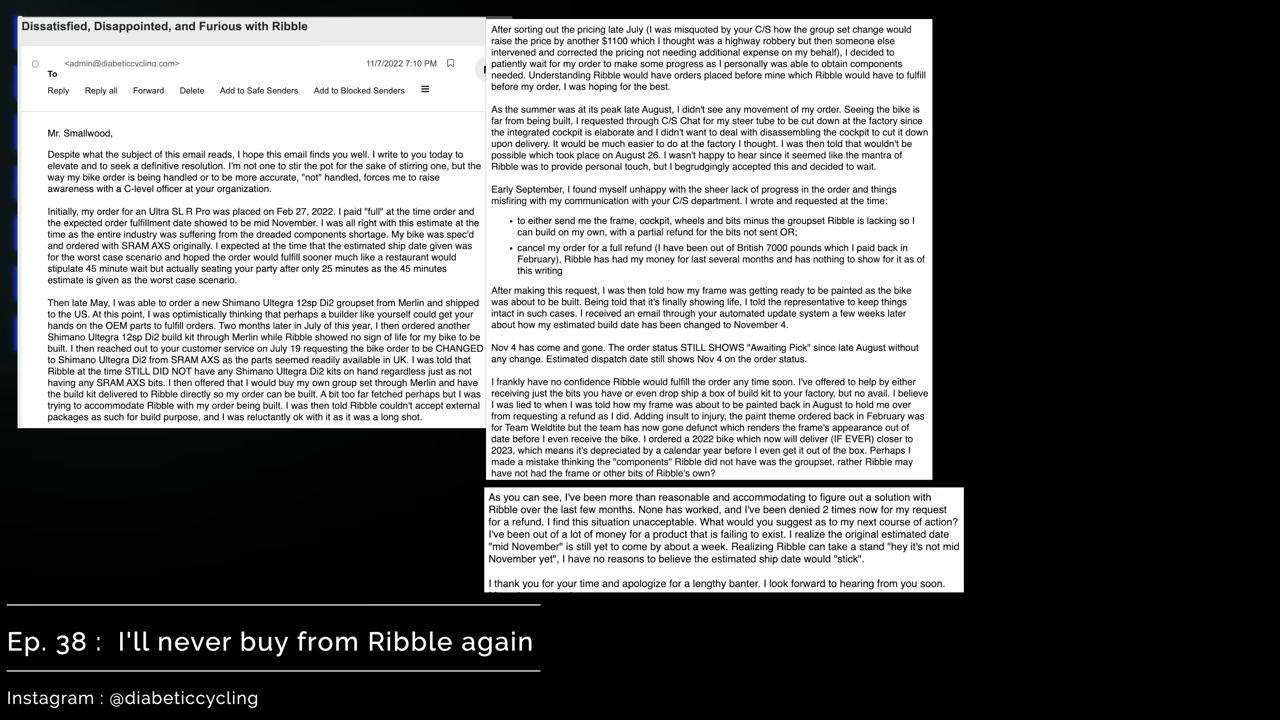 Dissatisfied, Disappointed, and Furious with Ribble
<admin@diabeticcycling.com>
11/7/2022 7:10 PM
To
Reply Reply all Forward Delete Add to Safe Senders Add to Blocked Senders
Mr. Smallwood,
Despite what the subject of this email reads, I hope this email finds you well. I write to you today to
elevate and to seek a definitive resolution. I'm not one to stir the pot for the sake of stirring one, but the
way my bike order is being handled or to be more accurate, "not" handled, forces me to raise
awareness with a C-level officer at your organization.
Initially, my order for an Ultra SL R Pro was placed on Feb 27, 2022. I paid "full" at the time order and
the expected order fulfillment date showed to be mid November. I was all right with this estimate at the
time as the entire industry was suffering from the dreaded components shortage. My bike was spec'd
and ordered with SRAM AXS originally. I expected at the time that the estimated ship date given was
for the worst case scenario and hoped the order would fulfill sooner much like a restaurant would
stipulate 45 minute wait but actually seating your party after only 25 minutes as the 45 minutes
estimate is given as the worst case scenario.
Then late May, I was able to order a new Shimano Ultegra 12sp Di2 groupset from Merlin and shipped
to the US. At this point, I was optimistically thinking that perhaps a builder like yourself could get your
hands on the OEM parts to fulfill orders. Two months later in July of this year, I then ordered another
Shimano Ultegra 12sp Di2 build kit through Merlin while Ribble showed no sign of life for my bike to be
built. I then reached out to your customer service on July 19 requesting the bike order to be CHANGED
to Shimano Ultegra Di2 from SRAM AXS as the parts seemed readily available in UK. I was told that
Ribble at the time STILL DID NOT have any Shimano Ultegra Di2 kits on hand regardless just as not
having any SRAM AXS bits. I then offered that I would buy my own group set through Merlin and have
the build kit delivered to Ribble directly so my order can be built. A bit too far fetched perhaps but I was
trying to accommodate Ribble with my order being built. I was then told Ribble couldn't accept external
packages as such for build purpose, and I was reluctantly ok with it as it was a long shot.
After sorting out the pricing late July (I was misquoted by your C/S how the group set change would
raise the price by another $1100 which I thought was a highway robbery but then someone else
intervened and corrected the pricing not needing additional expense on my behalf), I decided to
patiently wait for my order to make some progress as I personally was able to obtain components
needed. Understanding Ribble would have orders placed before mine which Ribble would have to fulfill
before my order, I was hoping for the best.
As the summer was at its peak late August, I didn't see any movement of my order. Seeing the bike is
far from being built, I requested through C/S Chat for my steer tube to be cut down at the factory since
the integrated cockpit is elaborate and I didn't want to deal with disassembling the cockpit to cut it down
upon delivery. It would be much easier to do at the factory I thought. I was then told that wouldn't be
possible which took place on August 26. I wasn't happy to hear since it seemed like the mantra of
Ribble was to provide personal touch, but I begrudgingly accepted this and decided to wait.
Early September, I found myself unhappy with the sheer lack of progress in the order and things
misfiring with my communication with your C/S department. I wrote and requested at the time:
• to either send me the frame, cockpit, wheels and bits minus the groupset Ribble is lacking so I
can build on my own, with a partial refund for the bits not sent OR;
• cancel my order for a full refund (I have been out of British 7000 pounds which I paid back in
February), Ribble has had my money for last several months and has nothing to show for it as of
this writing
After making this request, I was then told how my frame was getting ready to be painted as the bike
was about to be built. Being told that it's finally showing life, I told the representative to keep things
intact in such cases. I received an email through your automated update system a few weeks later
about how my estimated build date has been changed to November 4.
Nov 4 has come and gone. The order status STILL SHOWS "Awaiting Pick" since late August without
any change. Estimated dispatch date still shows Nov 4 on the order status.
I frankly have no confidence Ribble would fulfill the order any time soon. I've offered to help by either
receiving just the bits you have or even drop ship a box of build kit to your factory, but no avail. I believe
I was lied to when I was told how my frame was about to be painted back in August to hold me over
from requesting a refund as I did. Adding insult to injury, the paint theme ordered back in February was
for Team Weldtite but the team has now gone defunct which renders the frame's appearance out of
date before I even receive the bike. I ordered a 2022 bike which now will deliver (IF EVER) closer to
2023, which means it's depreciated by a calendar year before I even get it out of the box. Perhaps I
made a mistake thinking the "components" Ribble did not have was the groupset, rather Ribble may
have not had the frame or other bits of Ribble's own?
As you can see, I've been more than reasonable and accommodating to figure out a solution with
Ribble over the last few months. None has worked, and I've been denied 2 times now for my request
for a refund. I find this situation unacceptable. What would you suggest as to my next course of action?
I've been out of a lot of money for a product that is failing to exist. I realize the original estimated date
"mid November" is still yet to come by about a week. Realizing Ribble can take a stand "hey it's not mid
November yet", I have no reasons to believe the estimated ship date would "stick".
I thank you for your time and apologize for a lengthy banter. I look forward to hearing from you soon.
Ep. 38 : I'll never buy from Ribble again
Instagram : @diabeticcycling